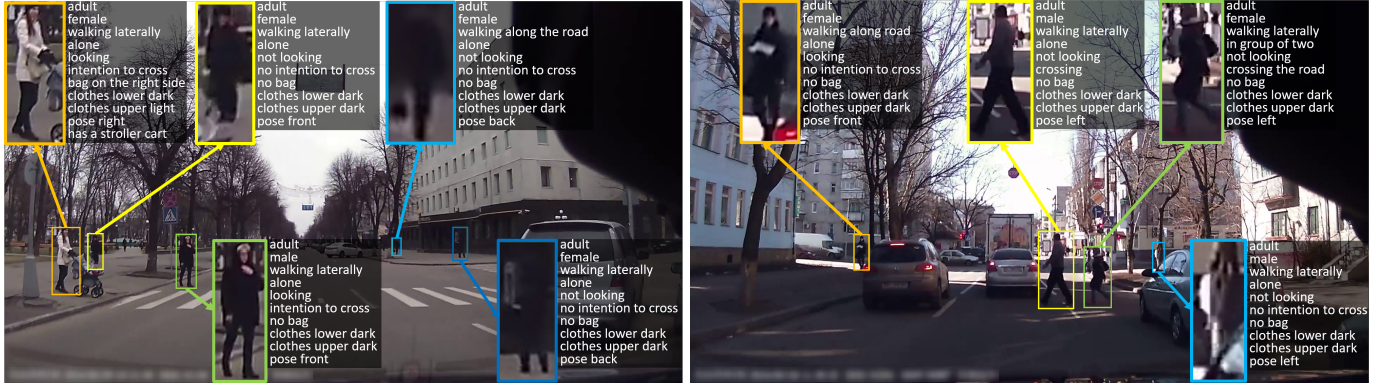 adult
female
walking laterally
alone
looking
intention to cross
bag on the right side
clothes lower dark
clothes upper light
pose right
has a stroller cart
adult
female
walking laterally
alone
not looking
no intention to cross
no bag
clothes lower dark
clothes upper dark
pose front
adult
female
walking along the road
alone
not looking
no intention to cross
no bag
clothes lower dark
clothes upper dark
pose back
adult
male
walking laterally
alone
looking
intention to cross
no bag
clothes lower dark
clothes upper dark
pose front
adult
female
walking laterally
alone
not looking
no intention to cross
no bag
clothes lower dark
clothes upper dark
pose back
adult
female
walking along road
alone
looking
no intention to cross
no bag
clothes lower dark
clothes upper dark
pose front
adult
male
walking laterally
alone
not looking
crossing
no bag
clothes lower dark
clothes upper dark
pose left
adult
female
walking laterally
in group of two
not looking
crossing the road
no bag
clothes lower dark
clothes upper dark
pose left
adult
male
walking laterally
alone
not looking
no intention to cross
no bag
clothes lower dark
clothes upper dark
pose left